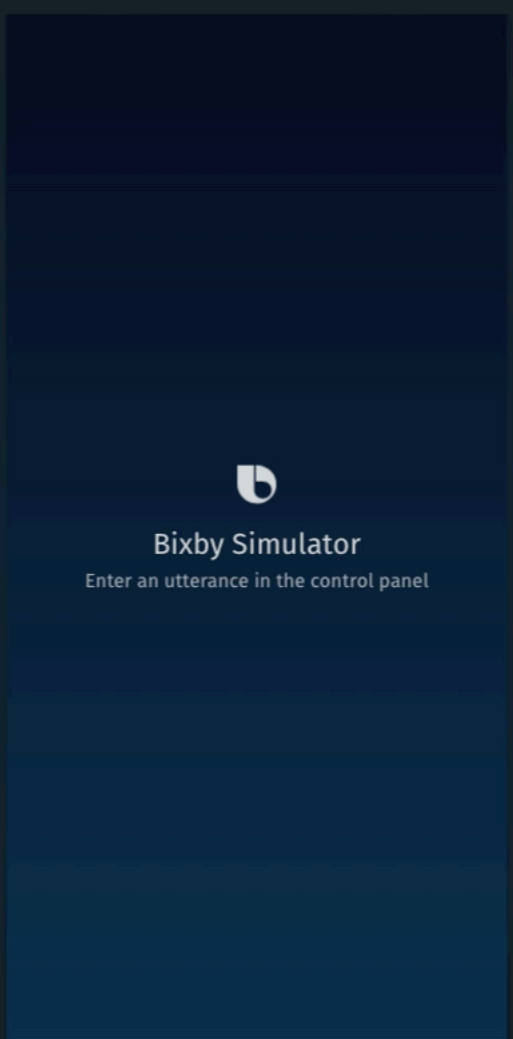 Bixby Simulator
Enter an utterance in the control panel